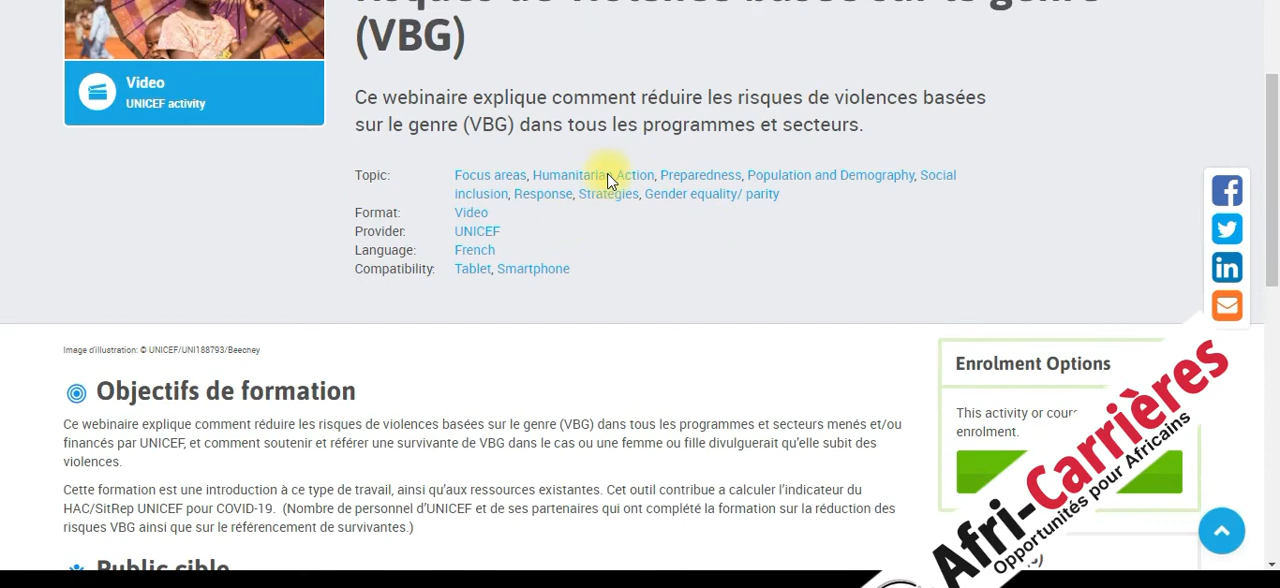 (VBG)
Video
UNICEF activity
Ce webinaire explique comment réduire les risques de violences basées
sur le genre (VBG) dans tous les programmes et secteurs.
Topic: Focus areas, Humanitarian Action, Preparedness, Population and Demography, Social
inclusion, Response, Strategies, Gender equality/ parity
Format: Video
Provider: UNICEF
Language: French
Compatibility: Tablet, Smartphone
Image d'illustration: © UNICEF/UNI188793/Beechey
Objectifs de formation
Ce webinaire explique comment réduire les risques de violences basées sur le genre (VBG) dans tous les programmes et secteurs menés et/ou
financés par UNICEF, et comment soutenir et référer une survivante de VBG dans le cas ou une femme ou fille divulguerait qu'elle subit des
violences.
Cette formation est une introduction à ce type de travail, ainsi qu'aux ressources existantes. Cet outil contribue a calculer l'indicateur du
HAC/SitRep UNICEF pour COVID-19. (Nombre de personnel d'UNICEF et de ses partenaires qui ont complété la formation sur la réduction des
risques VBG ainsi que sur le référencement de survivantes.)
Public cible
Enrolment Options
This activity or
enrolment.
Afri-Carrières
Opportunités pour Africains